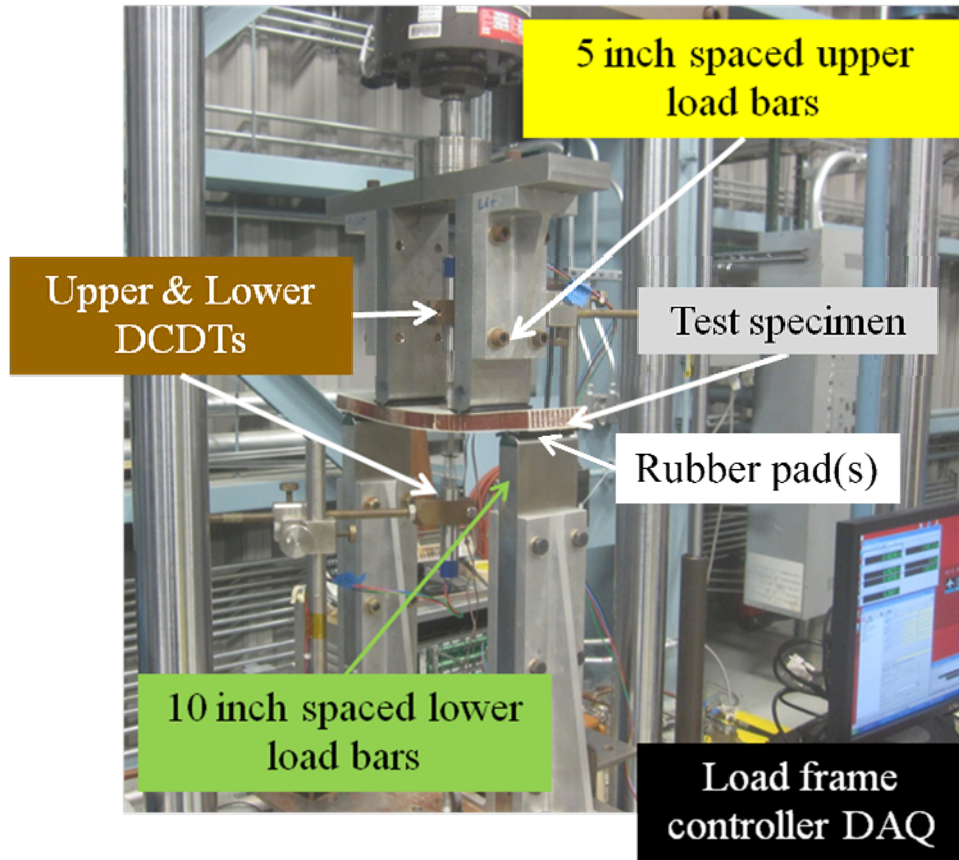 5 inch spaced upper
load bars
Upper & Lower
DCDTs
Test specimen
Rubber pad(s)
10 inch spaced lower
load bars
Load frame
controller DAQ